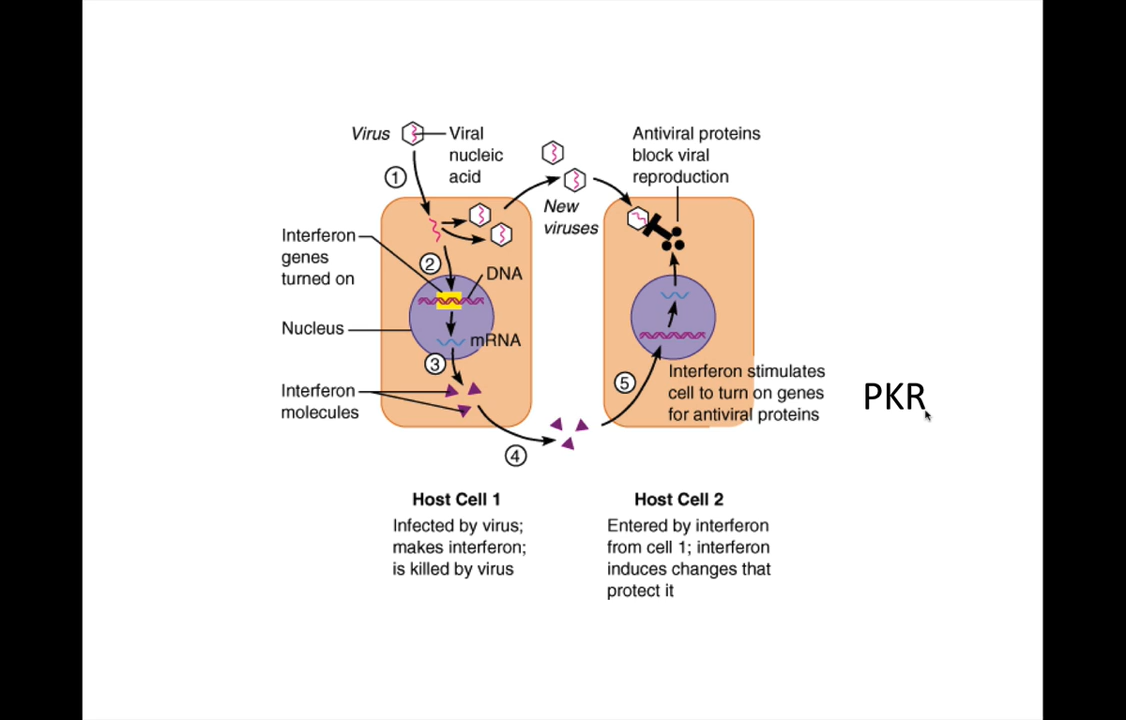 Virus
Viral
nucleic
acid
1
Antiviral proteins
block viral
reproduction
New
viruses
Interferon
genes
turned on
2
DNA
Nucleus
mRNA
3
Interferon
molecules
4
5
Interferon stimulates
cell to turn on genes
for antiviral proteins
PKR
Host Cell 1
Infected by virus;
makes interferon;
is killed by virus
Host Cell 2
Entered by interferon
from cell 1; interferon
induces changes that
protect it